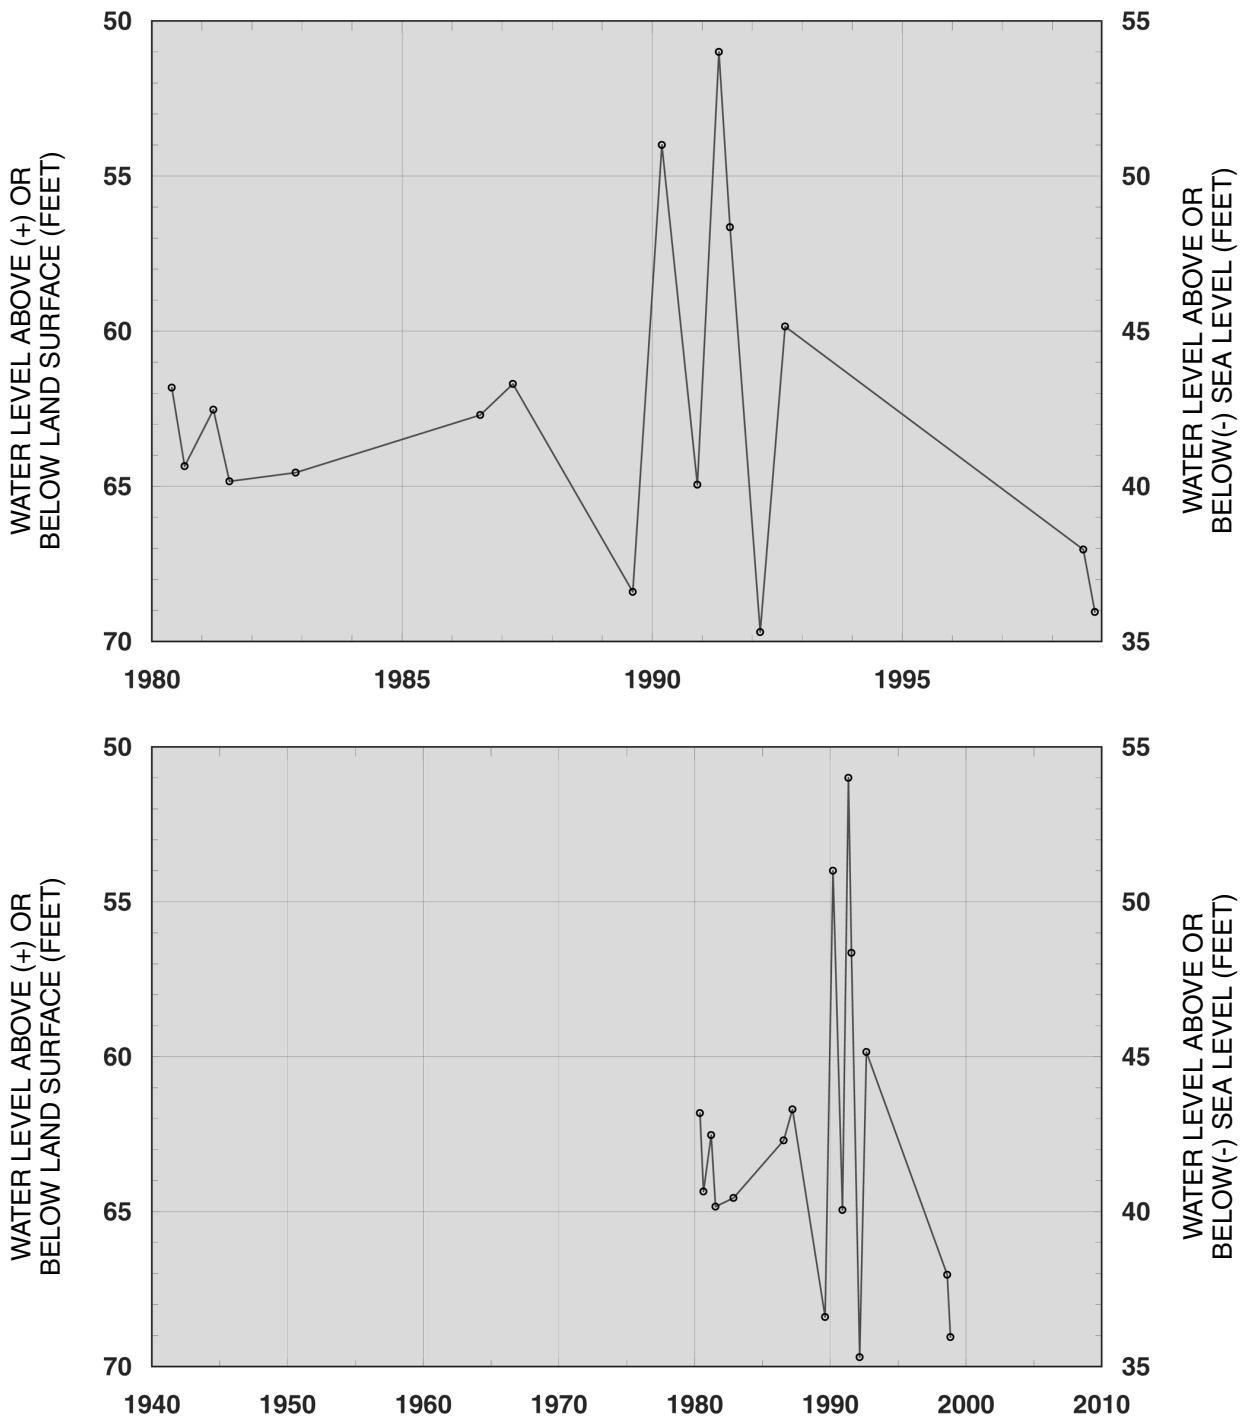 WATER LEVEL ABOVE (+) OR
BELOW LAND SURFACE (FEET)
50
55
60
65
70
55
50
45
40
35
WATER LEVEL ABOVE OR
BELOW(-) SEA LEVEL (FEET)
1980 1985 1990 1995
WATER LEVEL ABOVE (+) OR
BELOW LAND SURFACE (FEET)
50
55
60
65
70
55
50
45
40
35
WATER LEVEL ABOVE OR
BELOW(-) SEA LEVEL (FEET)
1940 1950 1960 1970 1980 1990 2000 2010